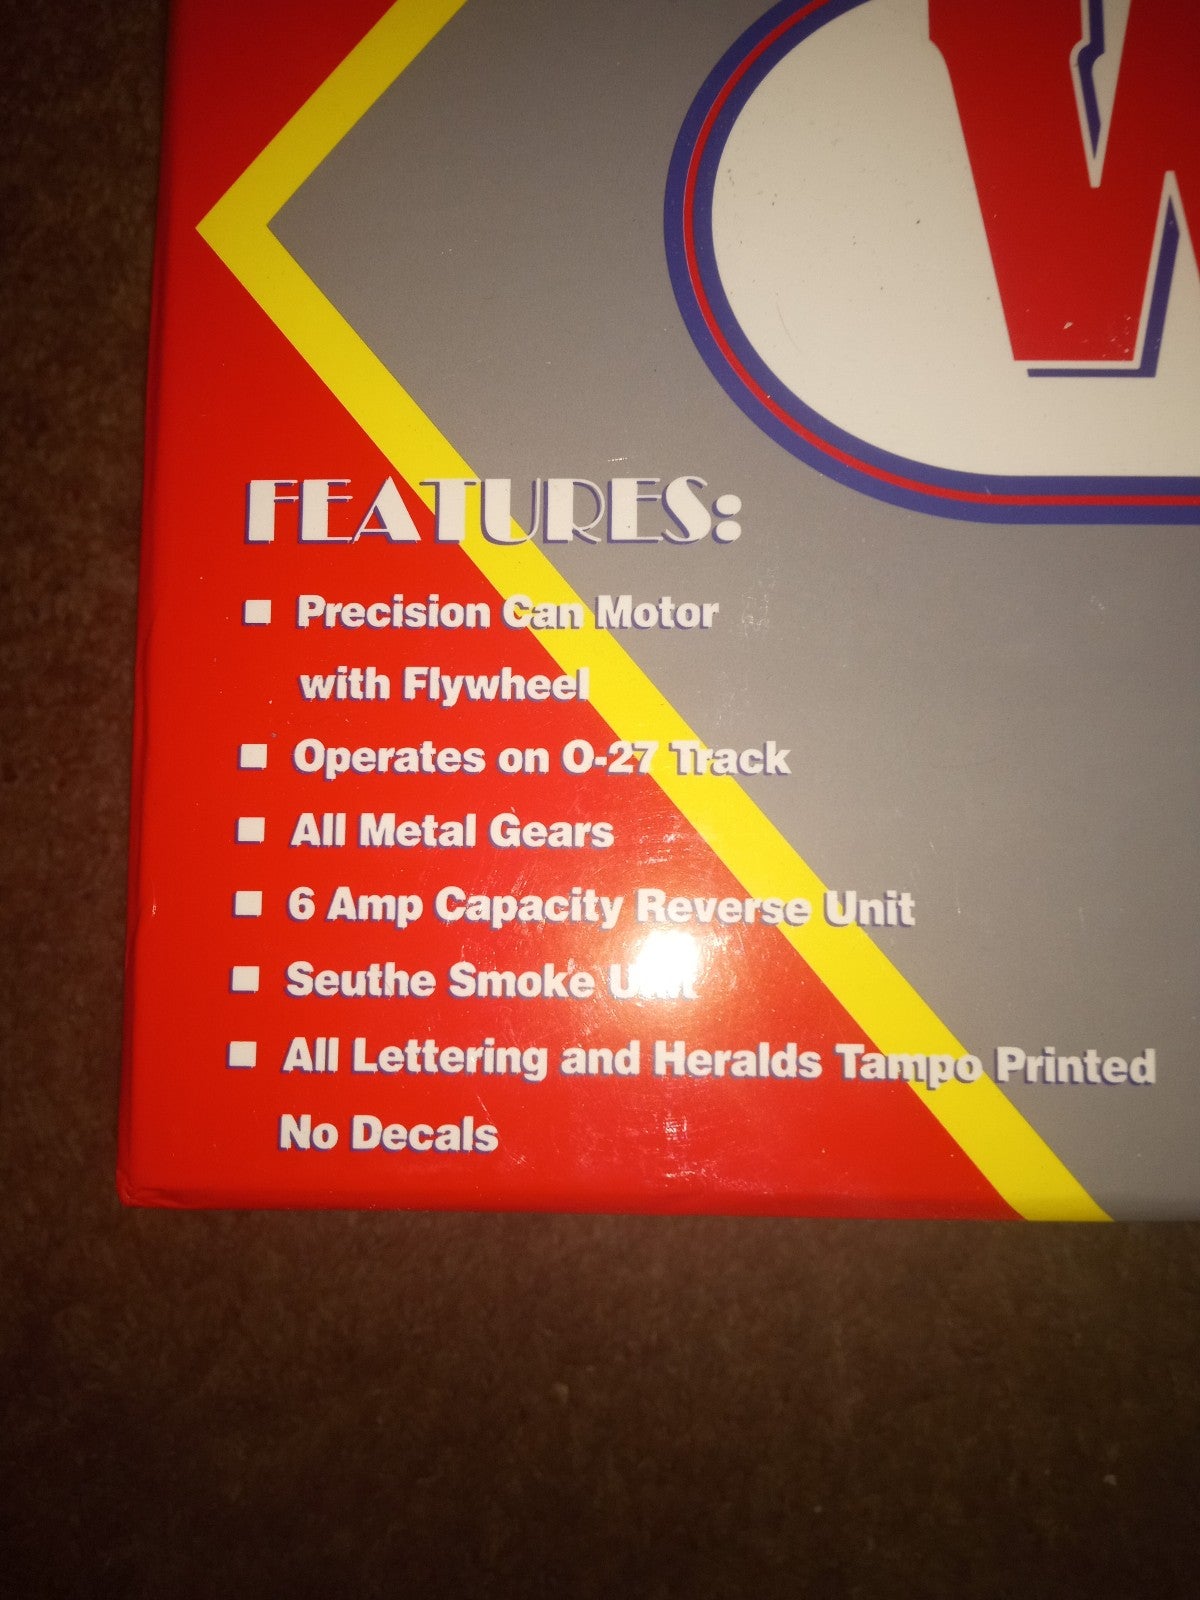 W
FEATURES:
■ Precision Can Motor
with Flywheel
■ Operates on O-27 Track
■ All Metal Gears
■ 6 Amp Capacity Reverse Unit
■ Seuthe Smoke Unit
■ All Lettering and Heralds Tampo Printed
No Decals